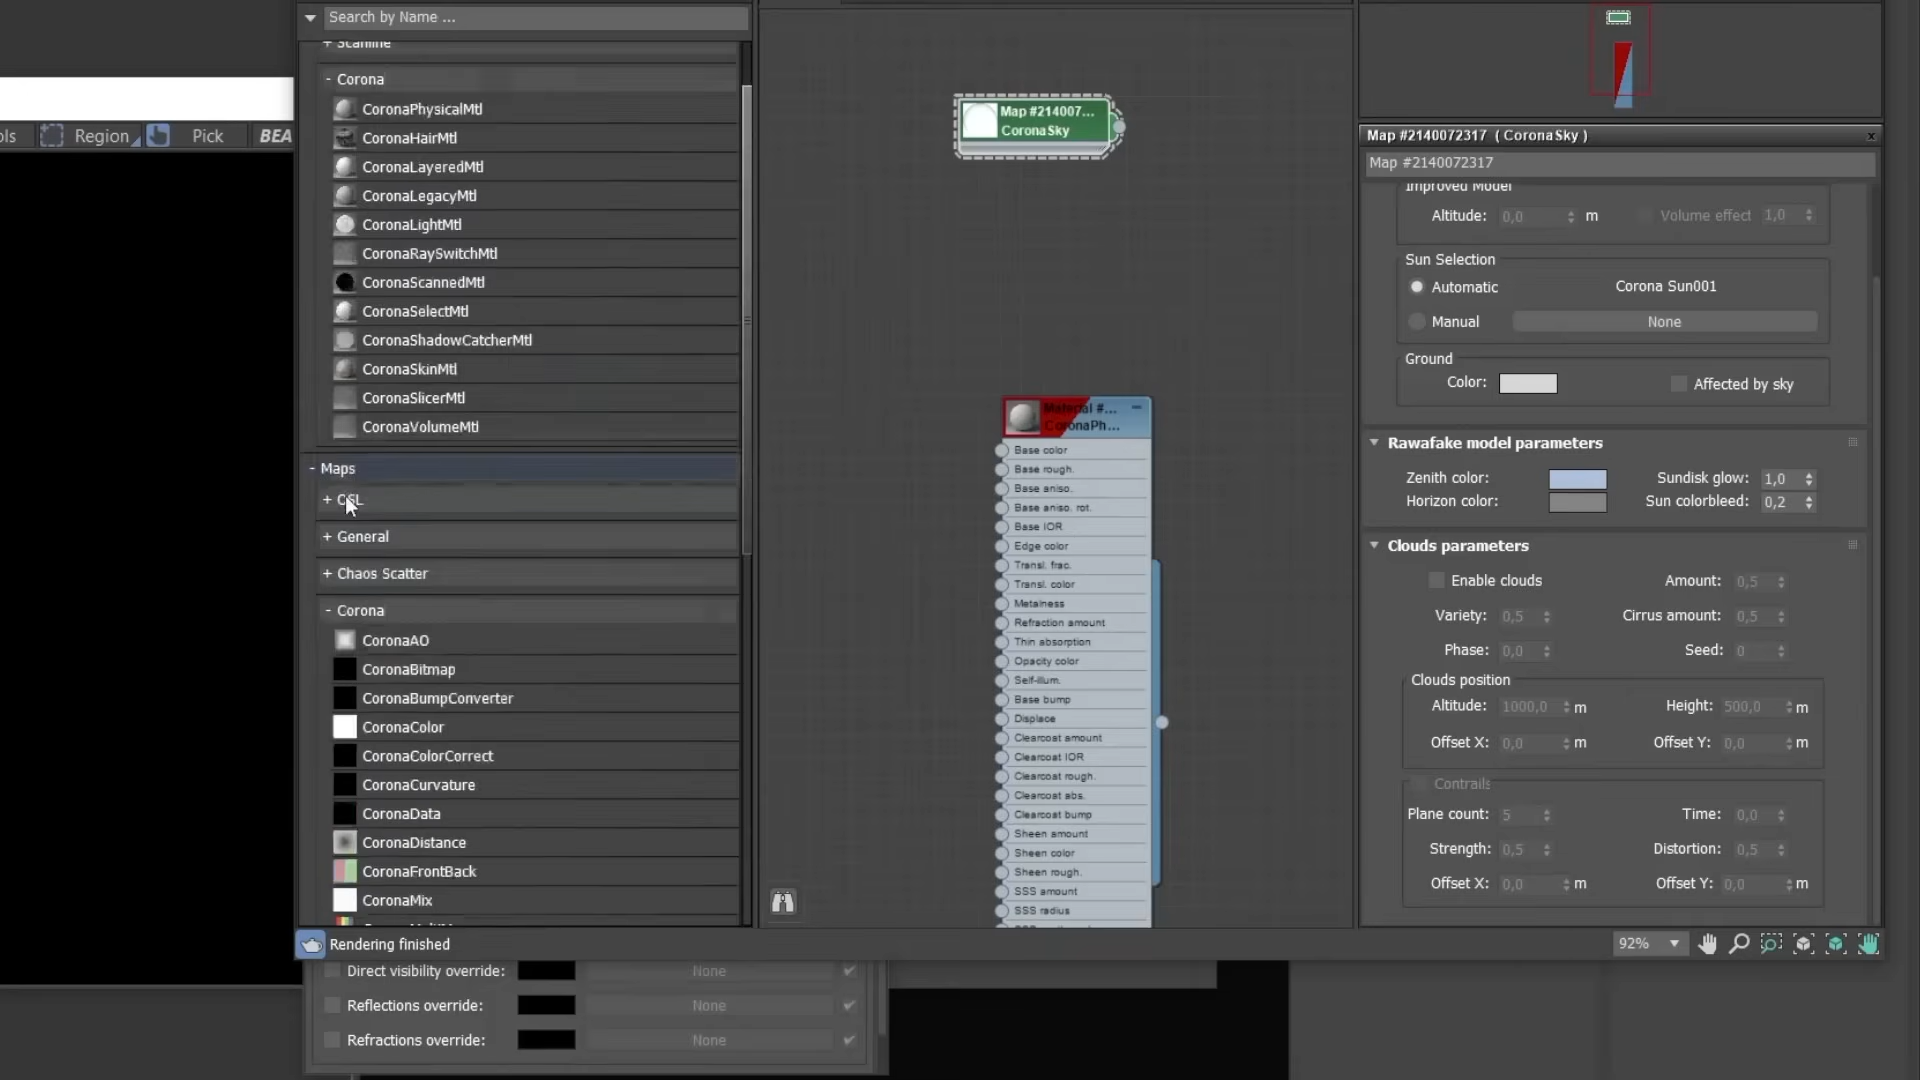 Search by Name ...
+ Scanline
- Corona
CoronaPhysicalMtl
CoronaHairMtl
CoronaLayeredMtl
CoronaLegacyMtl
CoronaLightMtl
CoronaRaySwitchMtl
CoronaScannedMtl
CoronaSelectMtl
CoronaShadowCatcherMtl
CoronaSkinMtl
CoronaSlicerMtl
CoronaVolumeMtl
- Maps
+ OSL
+ General
+ Chaos Scatter
- Corona
CoronaAO
CoronaBitmap
CoronaBumpConverter
CoronaColor
CoronaColorCorrect
CoronaCurvature
CoronaData
CoronaDistance
CoronaFrontBack
CoronaMix
Rendering finished
ols Region Pick BEA
Direct visibility override: None
Reflections override: None
Refractions override: None
Map #214007...
CoronaSky
Material #...
CoronaPh...
Base color
Base rough.
Base aniso.
Base aniso. rot.
Base IOR
Edge color
Transl. frac.
Transl. color
Metalness
Refraction amount
Thin absorption
Opacity color
Self-illum.
Base bump
Displace
Clearcoat amount
Clearcoat IOR
Clearcoat rough.
Clearcoat abs.
Clearcoat bump
Sheen amount
Sheen color
Sheen rough.
SSS amount
SSS radius
Map #2140072317 ( CoronaSky )
x
Map #2140072317
Improved Model
Altitude: 0,0 m Volume effect 1,0
Sun Selection
Automatic Corona Sun001
Manual None
Ground
Color: Affected by sky
Rawafake model parameters
Zenith color: Sundisk glow: 1,0
Horizon color: Sun colorbleed: 0,2
Clouds parameters
Enable clouds Amount: 0,5
Variety: 0,5 Cirrus amount: 0,5
Phase: 0,0 Seed: 0
Clouds position
Altitude: 1000,0 m Height: 500,0 m
Offset X: 0,0 m Offset Y: 0,0 m
Contrails
Plane count: 5 Time: 0,0
Strength: 0,5 Distortion: 0,5
Offset X: 0,0 m Offset Y: 0,0 m
92%